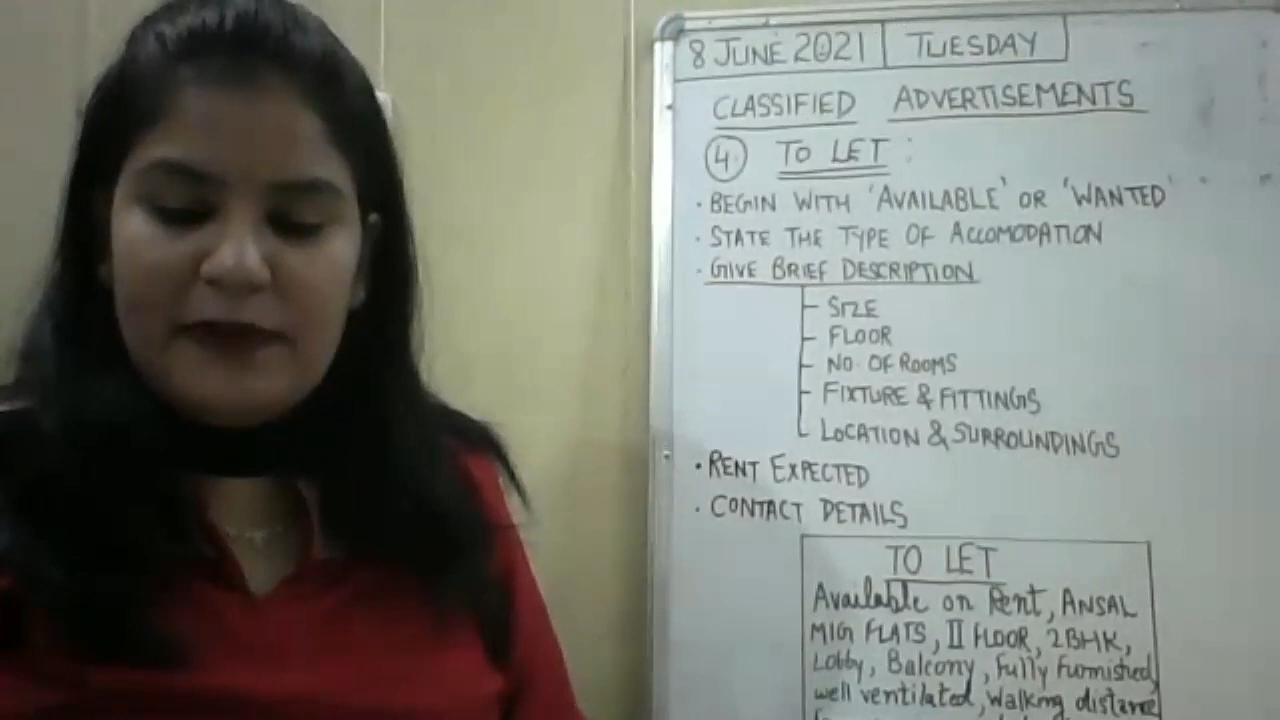 8 JUNE 2021 TUESDAY
CLASSIFIED ADVERTISEMENTS
4. TO LET :
• BEGIN WITH 'AVAILABLE' OR 'WANTED'
• STATE THE TYPE OF ACCOMODATION
• GIVE BRIEF DESCRIPTION
SIZE
FLOOR
NO. OF ROOMS
FIXTURE & FITTINGS
LOCATION & SURROUNDINGS
• RENT EXPECTED
• CONTACT DETAILS
TO LET
Available on Rent, ANSAL
MIG FLATS, II FLOOR, 2BHK,
Lobby, Balcony, Fully Furnished,
well ventilated, Walking distance